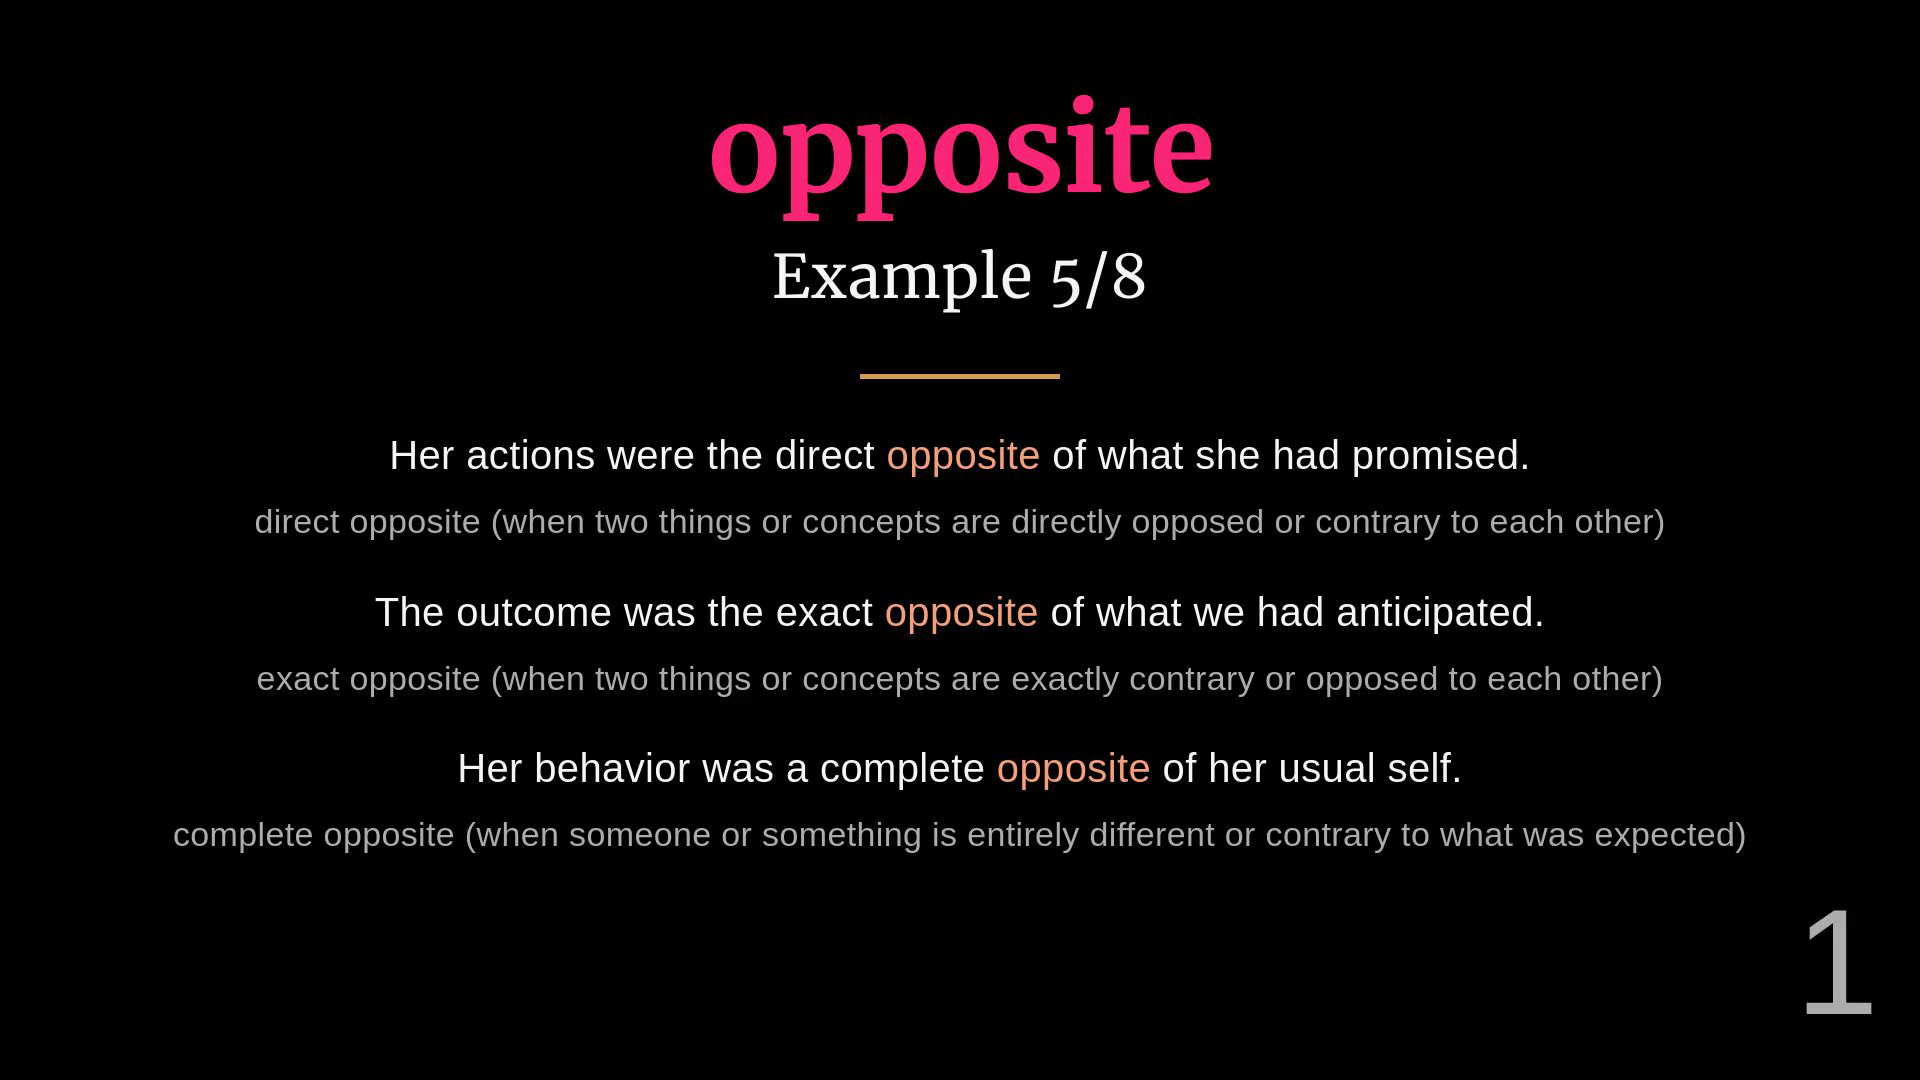 opposite
Example 5/8
Her actions were the direct opposite of what she had promised.
direct opposite (when two things or concepts are directly opposed or contrary to each other)
The outcome was the exact opposite of what we had anticipated.
exact opposite (when two things or concepts are exactly contrary or opposed to each other)
Her behavior was a complete opposite of her usual self.
complete opposite (when someone or something is entirely different or contrary to what was expected)
1